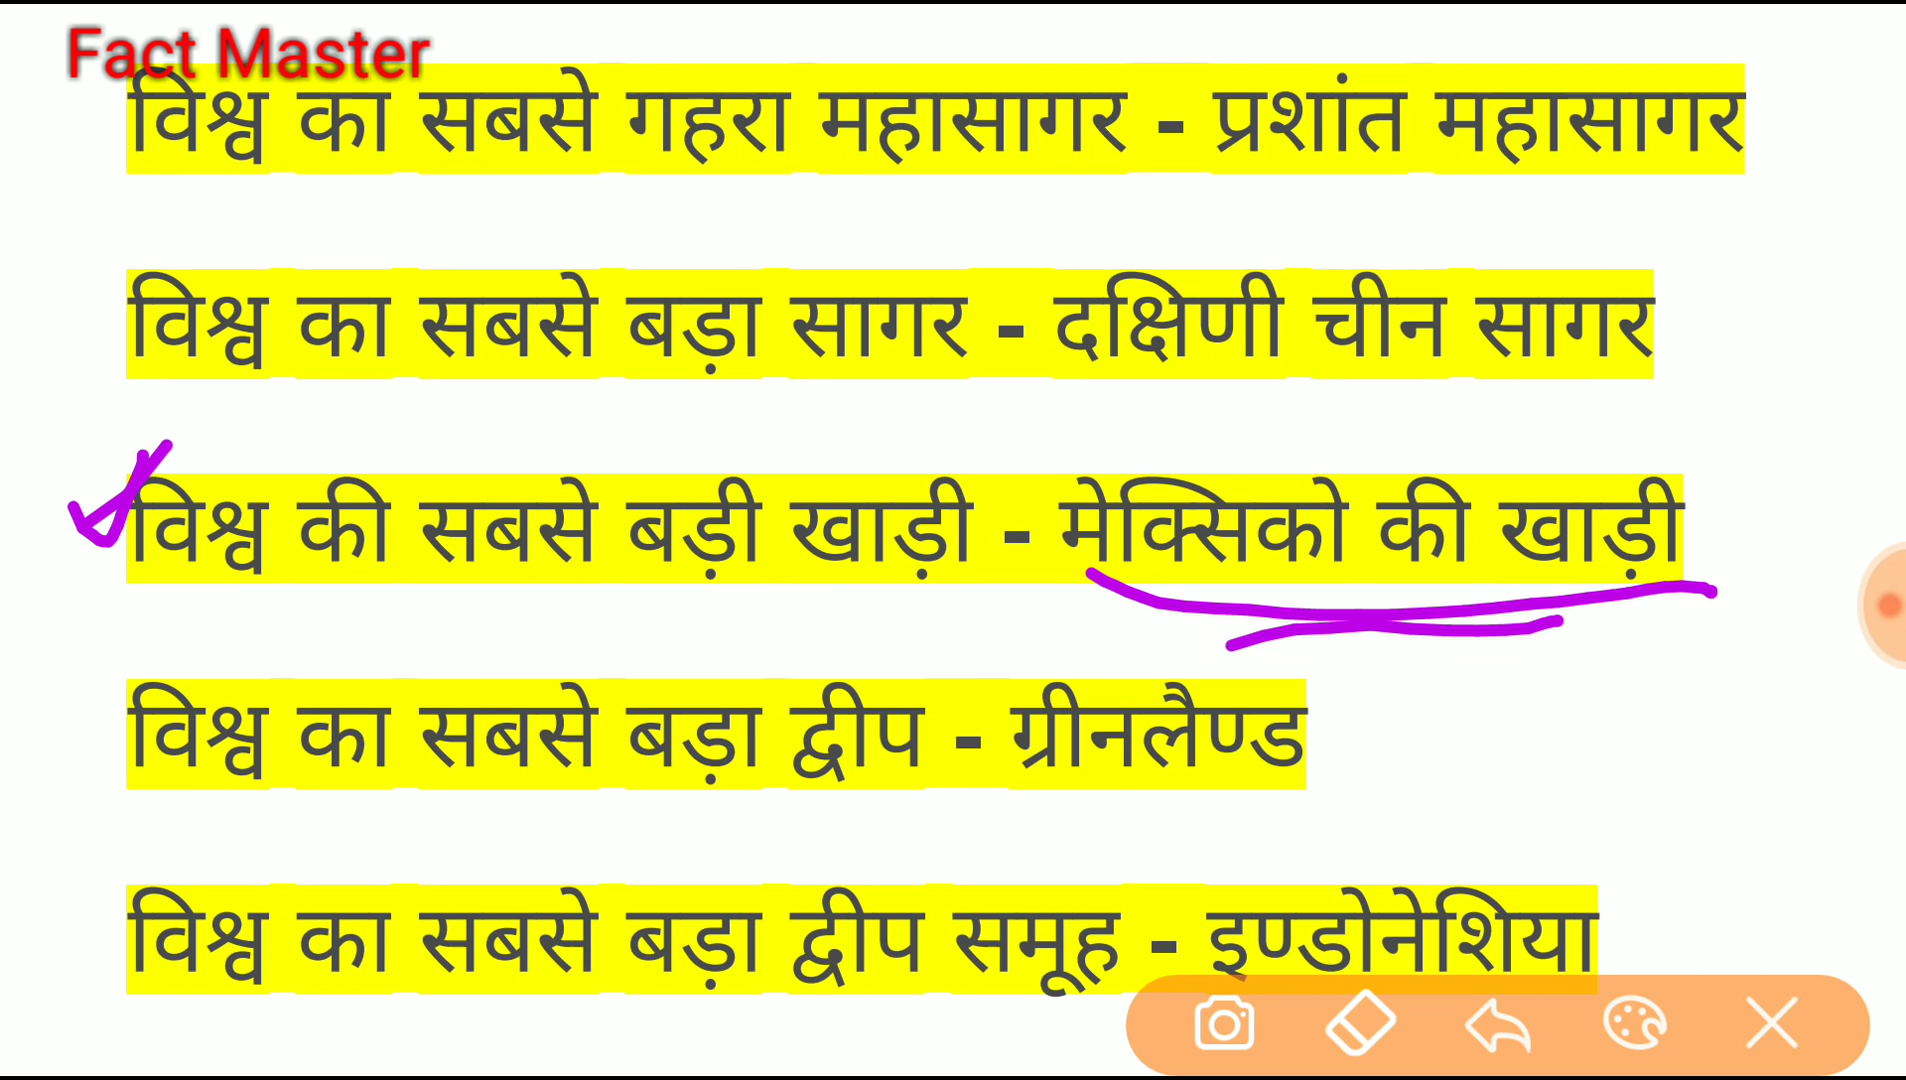 Fact Master
विश्व का सबसे गहरा महासागर - प्रशांत महासागर
विश्व का सबसे बड़ा सागर - दक्षिणी चीन सागर
विश्व की सबसे बड़ी खाड़ी - मेक्सिको की खाड़ी
विश्व का सबसे बड़ा द्वीप - ग्रीनलैण्ड
विश्व का सबसे बड़ा द्वीप समूह - इण्डोनेशिया